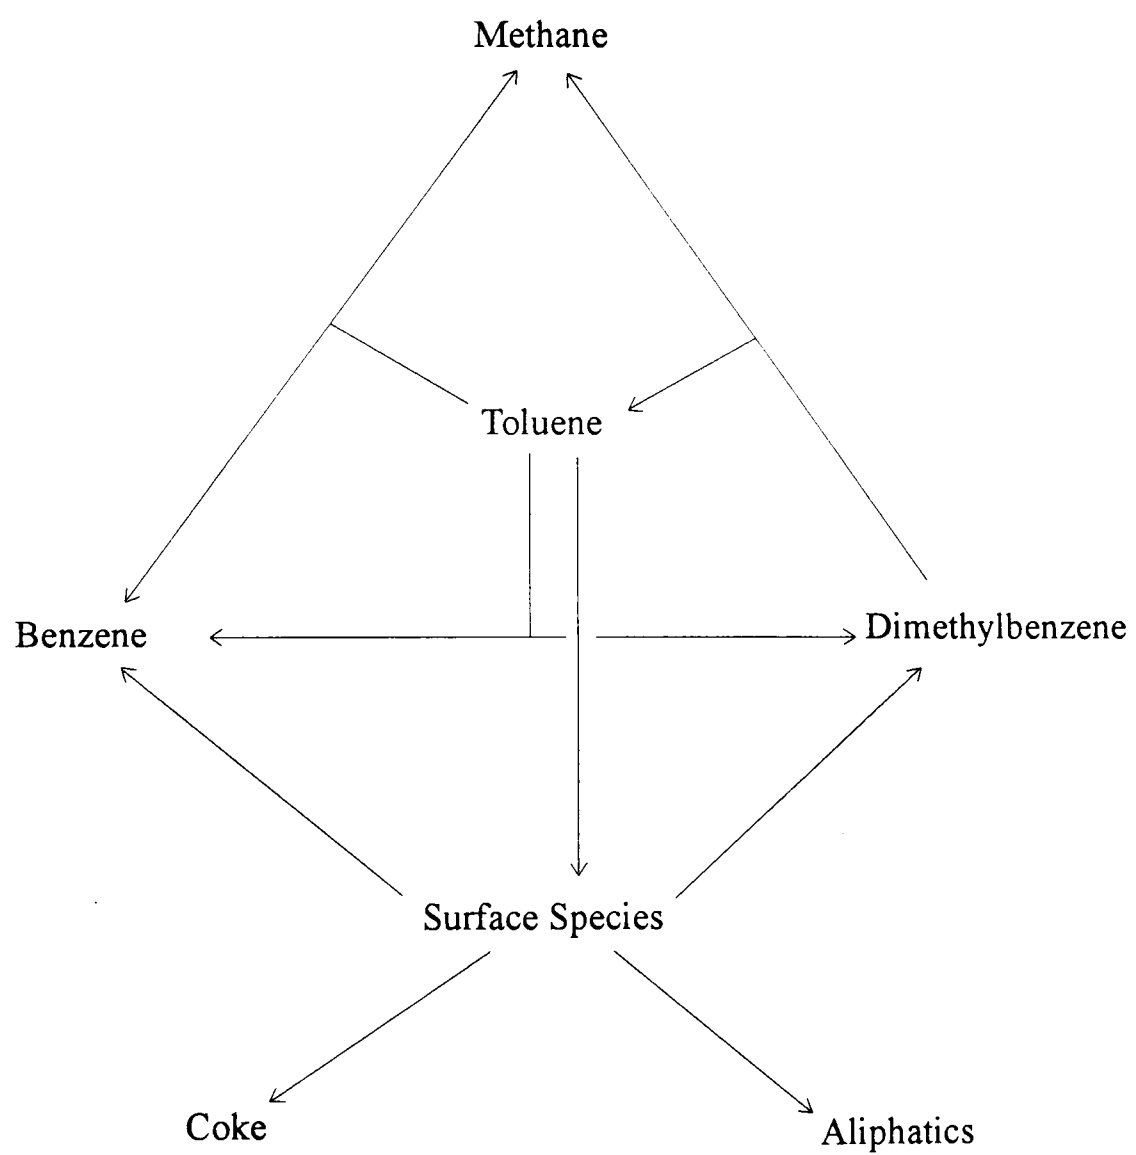 Methane
Toluene
Benzene
Dimethylbenzene
Surface Species
Coke
Aliphatics